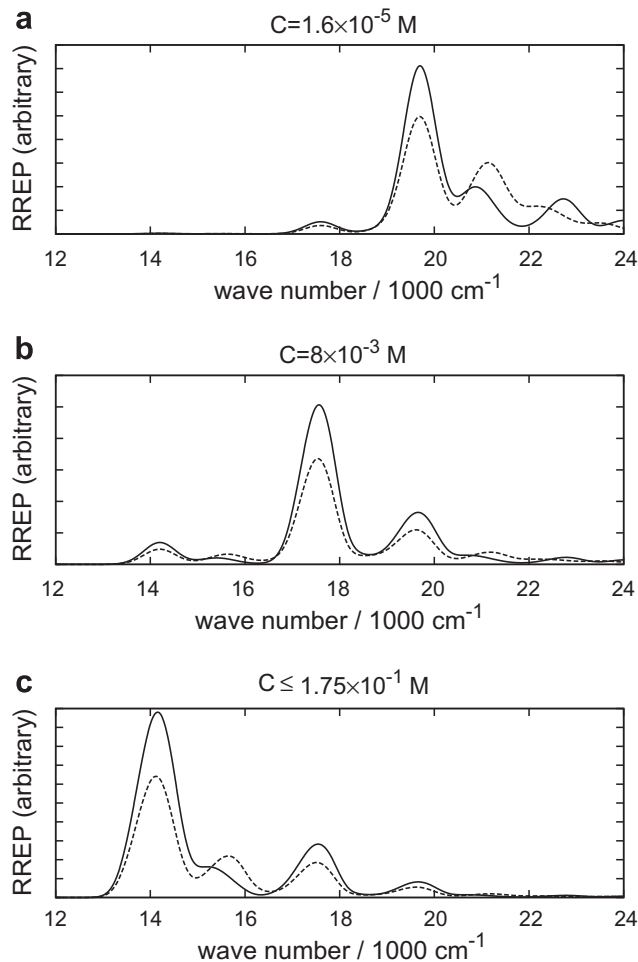 a
C=1.6×10⁻⁵ M
RREP (arbitrary)
12 14 16 18 20 22 24
wave number / 1000 cm⁻¹
b
C=8×10⁻³ M
RREP (arbitrary)
12 14 16 18 20 22 24
wave number / 1000 cm⁻¹
c
C ≤ 1.75×10⁻¹ M
RREP (arbitrary)
12 14 16 18 20 22 24
wave number / 1000 cm⁻¹